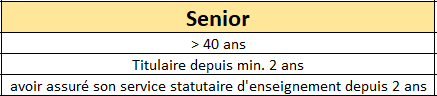 Senior
> 40 ans
Titulaire depuis min. 2 ans
avoir assuré son service statutaire d'enseignement depuis 2 ans